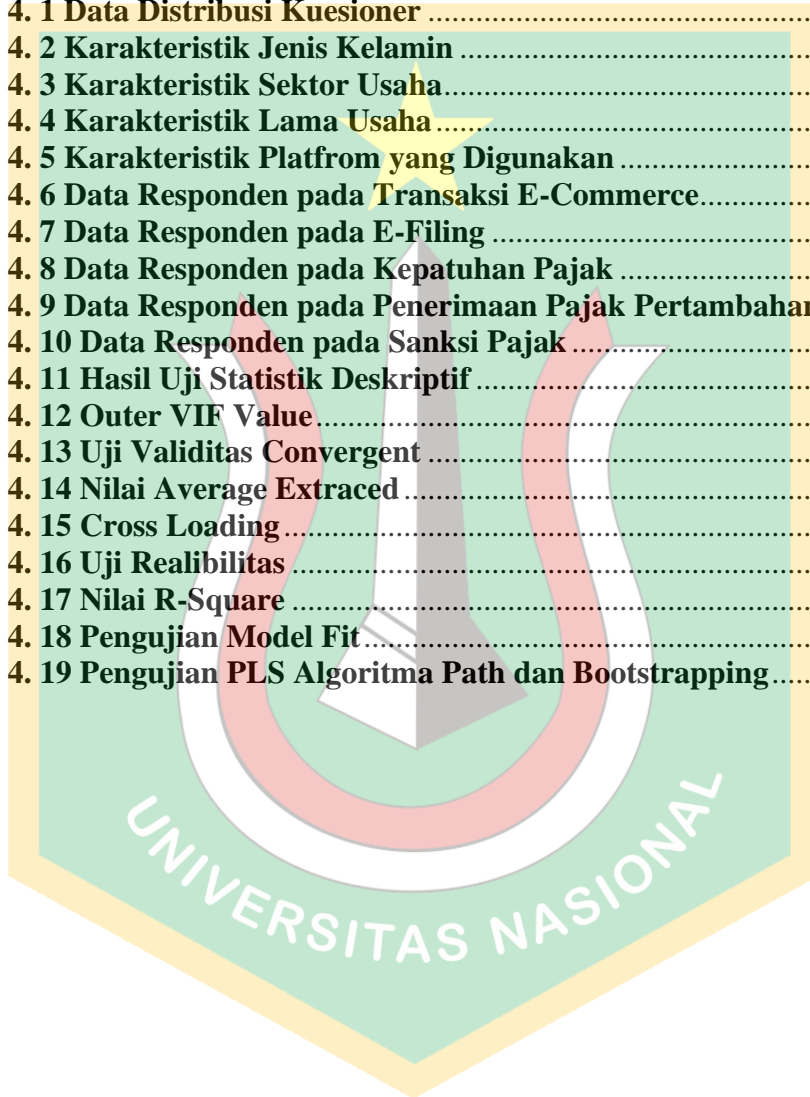 4. 1 Data Distribusi Kuesioner ........................................................
4. 2 Karakteristik Jenis Kelamin ....................................................
4. 3 Karakteristik Sektor Usaha.......................................................
4. 4 Karakteristik Lama Usaha ........................................................
4. 5 Karakteristik Platfrom yang Digunakan ............................
4. 6 Data Responden pada Transaksi E-Commerce................
4. 7 Data Responden pada E-Filing ..............................................
4. 8 Data Responden pada Kepatuhan Pajak ............................
4. 9 Data Responden pada Penerimaan Pajak Pertambahan
4. 10 Data Responden pada Sanksi Pajak ...................................
4. 11 Hasil Uji Statistik Deskriptif ................................................
4. 12 Outer VIF Value........................................................................
4. 13 Uji Validitas Convergent .......................................................
4. 14 Nilai Average Extraced ..........................................................
4. 15 Cross Loading............................................................................
4. 16 Uji Realibilitas ...........................................................................
4. 17 Nilai R-Square ...........................................................................
4. 18 Pengujian Model Fit.................................................................
4. 19 Pengujian PLS Algoritma Path dan Bootstrapping ......
UNIVERSITAS NASIONAL